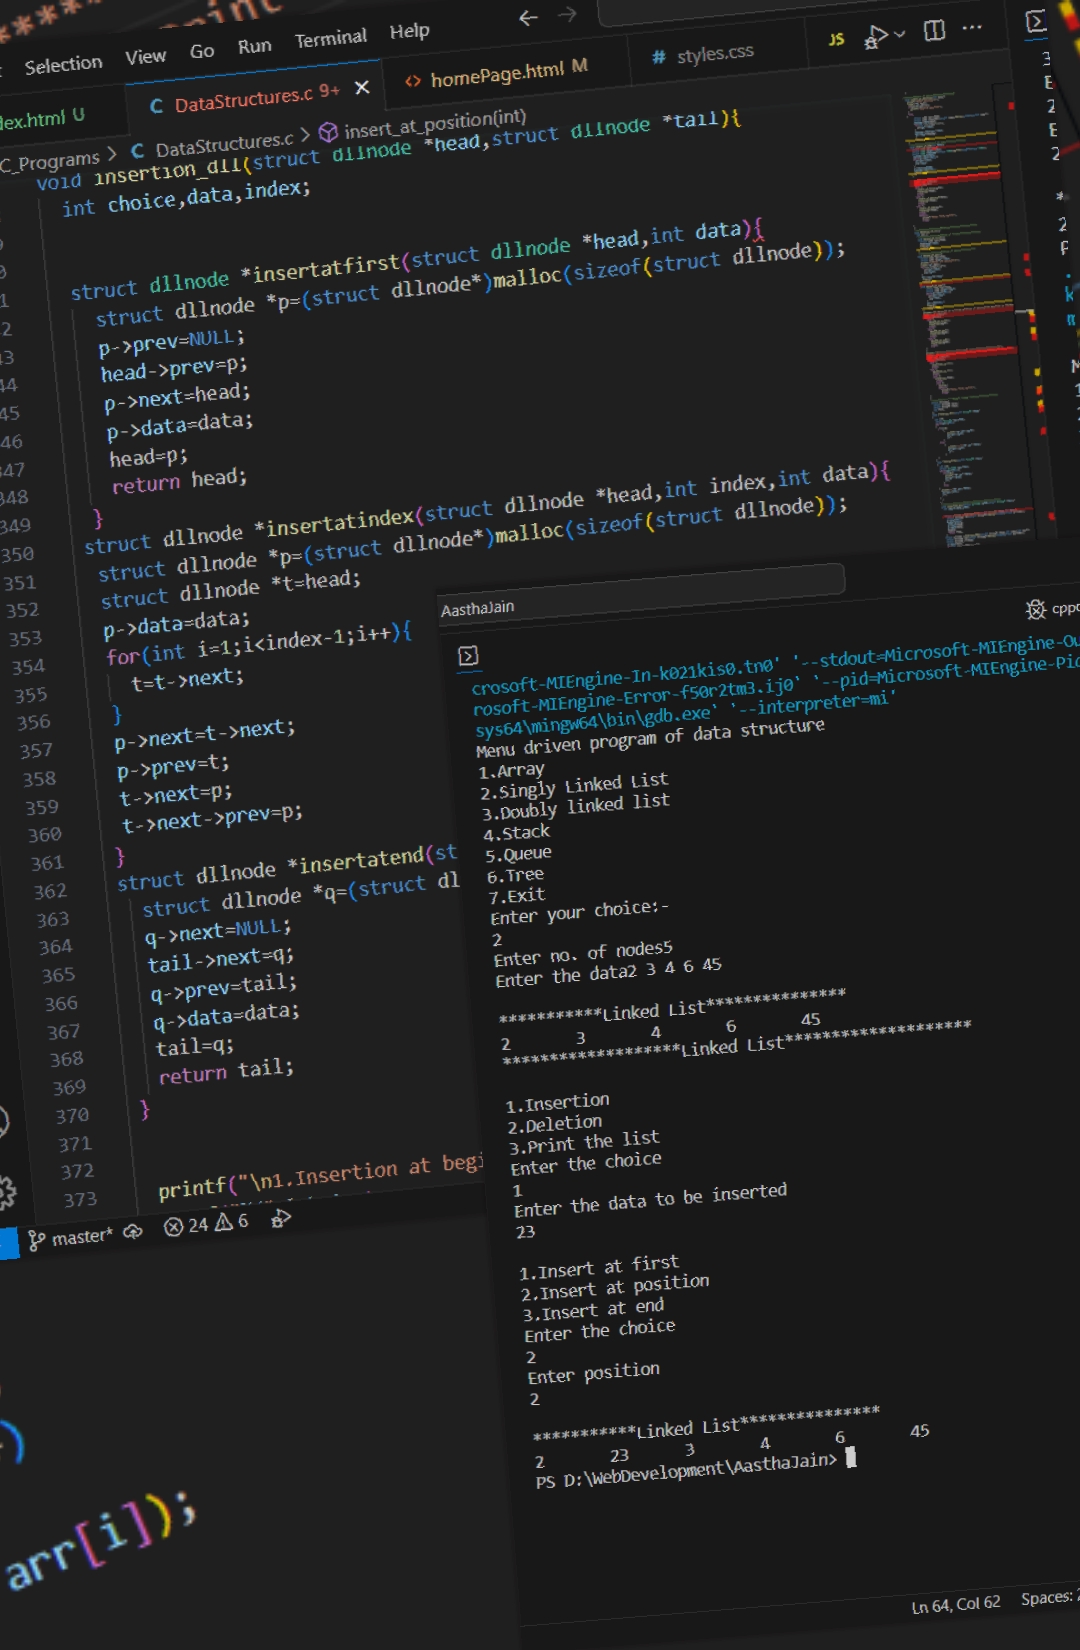 Selection View Go Run Terminal Help
dex.html U
C DataStructures.c 9+ ×
<> homePage.html M
# styles.css
JS
C_Programs > C DataStructures.c > insert_at_position(int)
void insertion_dll(struct dllnode *head,struct dllnode *tail){
int choice,data,index;
struct dllnode *insertatfirst(struct dllnode *head,int data){
struct dllnode *p=(struct dllnode*)malloc(sizeof(struct dllnode));
p->prev=NULL;
head->prev=p;
p->next=head;
p->data=data;
head=p;
return head;
}
349
struct dllnode *insertatindex(struct dllnode *head,int index,int data){
350
struct dllnode *p=(struct dllnode*)malloc(sizeof(struct dllnode));
351
struct dllnode *t=head;
352
p->data=data;
353
for(int i=1;i<index-1;i++){
354
t=t->next;
355
}
356
p->next=t->next;
357
p->prev=t;
358
t->next=p;
359
t->next->prev=p;
360
}
361
struct dllnode *insertatend(st
362
struct dllnode *q=(struct dl
363
q->next=NULL;
364
tail->next=q;
365
q->prev=tail;
366
q->data=data;
367
tail=q;
368
return tail;
369
}
370
371
372
printf("\n1.Insertion at begi
373
master* 24 6
arr[i]);
AasthaJain
crosoft-MIEngine-In-k021kis0.tn0' '--stdout=Microsoft-MIEngine-Ou
rosoft-MIEngine-Error-f50r2tm3.ij0' '--pid=Microsoft-MIEngine-Pid
sys64\mingw64\bin\gdb.exe' '--interpreter=mi'
Menu driven program of data structure
1.Array
2.Singly Linked List
3.Doubly linked list
4.Stack
5.Queue
6.Tree
7.Exit
Enter your choice:-
2
Enter no. of nodes5
Enter the data2 3 4 6 45
***********Linked List***************
2 3 4 6 45
*******************Linked List********************
1.Insertion
2.Deletion
3.Print the list
Enter the choice
1
Enter the data to be inserted
23
1.Insert at first
2.Insert at position
3.Insert at end
Enter the choice
2
Enter position
2
***********Linked List***************
2 23 3 4 6 45
PS D:\WebDevelopment\AasthaJain>
Ln 64, Col 62 Spaces: